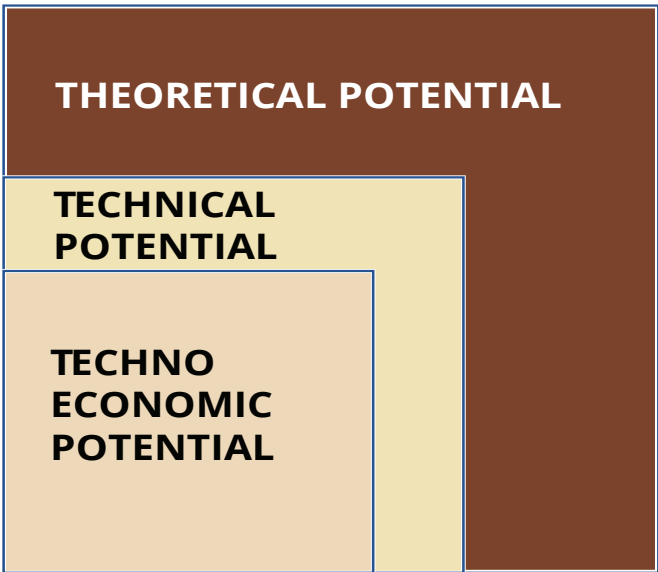 THEORETICAL POTENTIAL
TECHNICAL
POTENTIAL
TECHNO
ECONOMIC
POTENTIAL